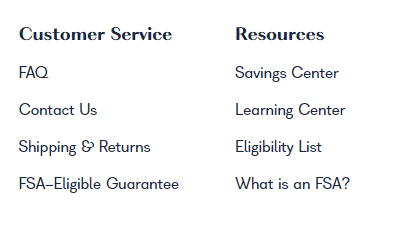 Customer Service
FAQ
Contact Us
Shipping & Returns
FSA-Eligible Guarantee
Resources
Savings Center
Learning Center
Eligibility List
What is an FSA?